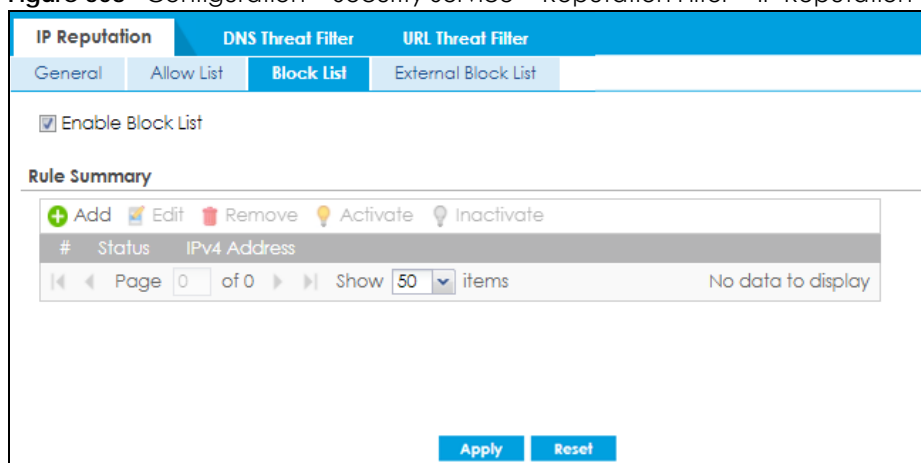 IP Reputation DNS Threat Filter URL Threat Filter
General Allow List Block List External Block List
Enable Block List
Rule Summary
Add Edit Remove Activate Inactivate
# Status IPv4 Address
Page 0 of 0 Show 50 items No data to display
Apply Reset